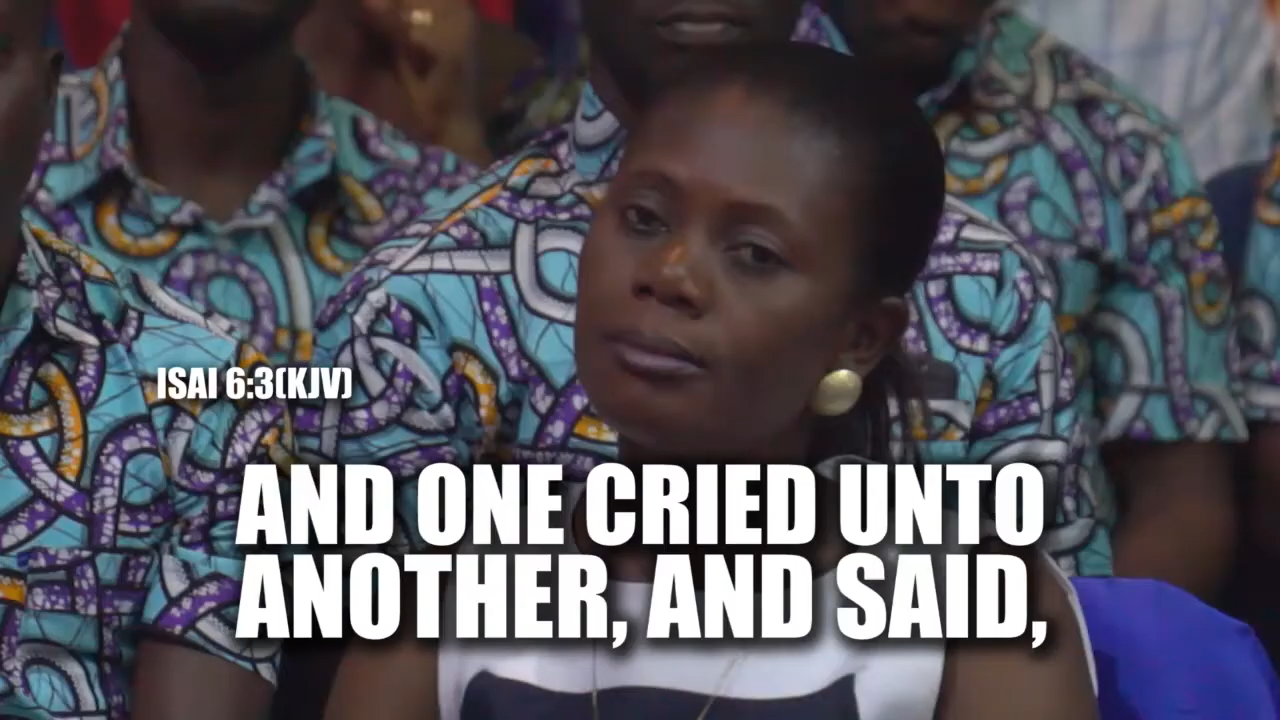 ISAI 6:3(KJV)
AND ONE CRIED UNTO
ANOTHER, AND SAID,